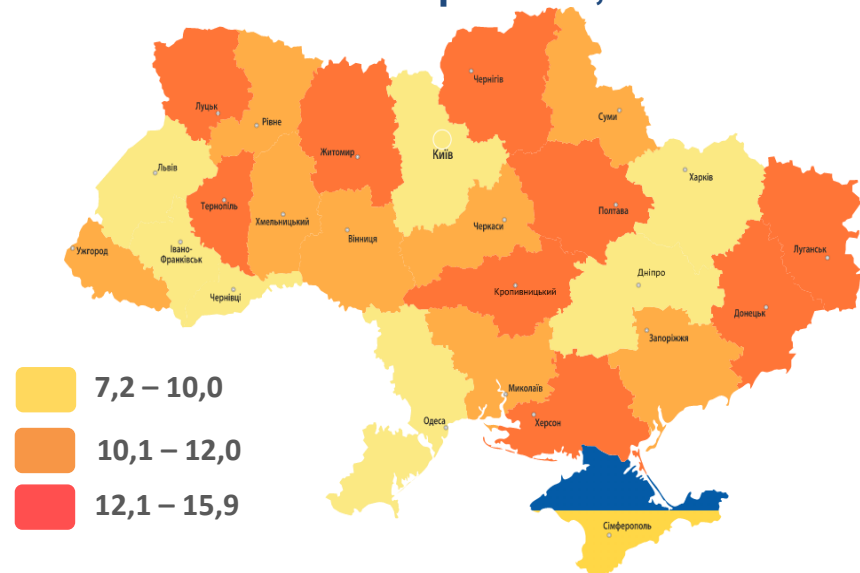 Чернігів
Луцьк
Рівне
Суми
Житомир
Київ
Львів
Харків
Тернопіль
Хмельницький
Полтава
Черкаси
Вінниця
Ужгород
Івано-
Франківськ
Луганськ
Дніпро
Чернівці
Кропивницький
Донецьк
Запоріжжя
7,2 – 10,0
Миколаїв
Одеса
Херсон
10,1 – 12,0
12,1 – 15,9
Сімферополь